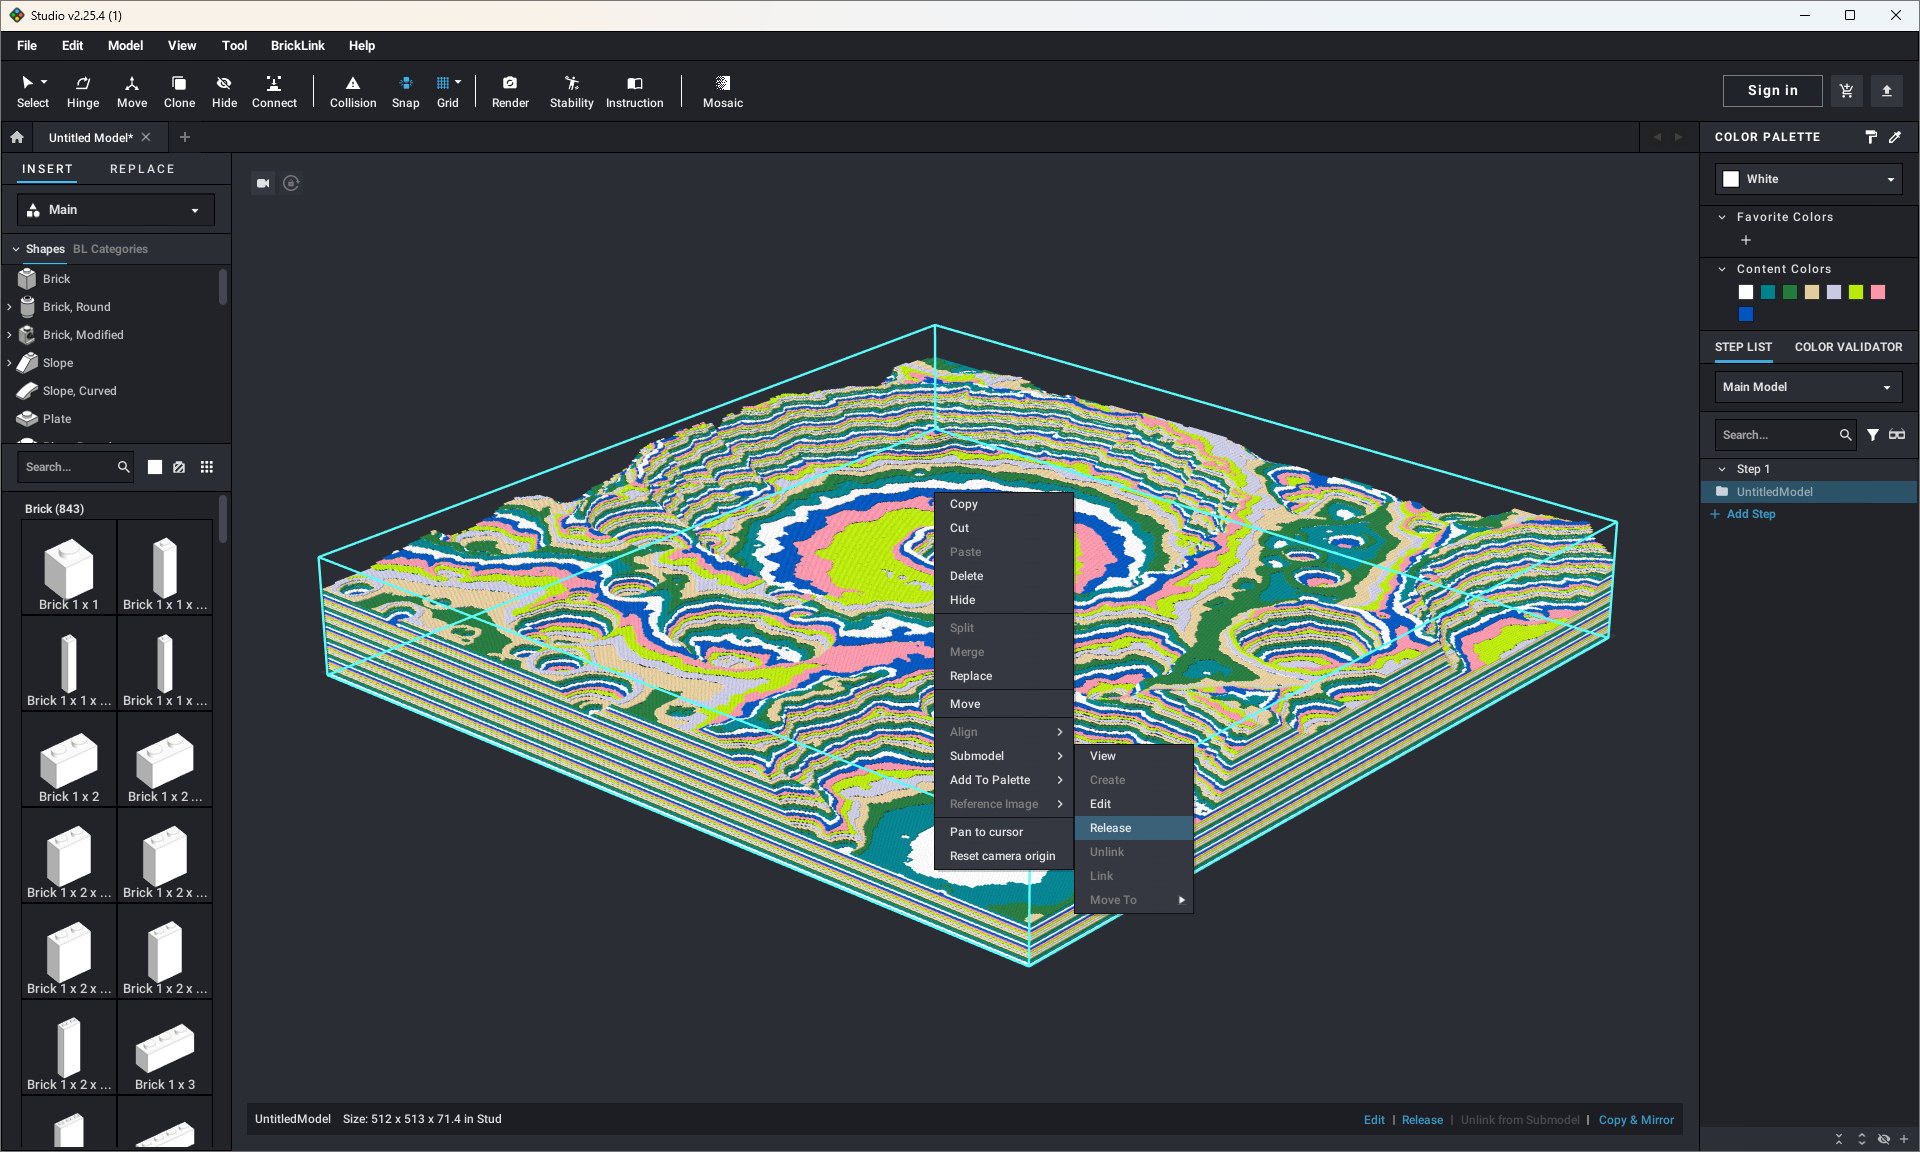 Studio v2.25.4 (1)
File Edit Model View Tool BrickLink Help
Select Hinge Move Clone Hide Connect Collision Snap Grid Render Stability Instruction Mosaic
Sign in
Untitled Model*
INSERT REPLACE
Main
Shapes BL Categories
Brick
Brick, Round
Brick, Modified
Slope
Slope, Curved
Plate
Search...
Brick (843)
Brick 1 x 1 Brick 1 x 1 x ...
Brick 1 x 1 x ... Brick 1 x 1 x ...
Brick 1 x 2 Brick 1 x 2 ...
Brick 1 x 2 x ... Brick 1 x 2 x ...
Brick 1 x 2 x ... Brick 1 x 2 x ...
Brick 1 x 2 x ... Brick 1 x 3
Copy
Cut
Paste
Delete
Hide
Split
Merge
Replace
Move
Align
Submodel
Add To Palette
Reference Image
Pan to cursor
Reset camera origin
View
Create
Edit
Release
Unlink
Link
Move To
UntitledModel Size: 512 x 513 x 71.4 in Stud
Edit | Release | Unlink from Submodel | Copy & Mirror
COLOR PALETTE
White
Favorite Colors
Content Colors
STEP LIST COLOR VALIDATOR
Main Model
Search...
Step 1
UntitledModel
Add Step